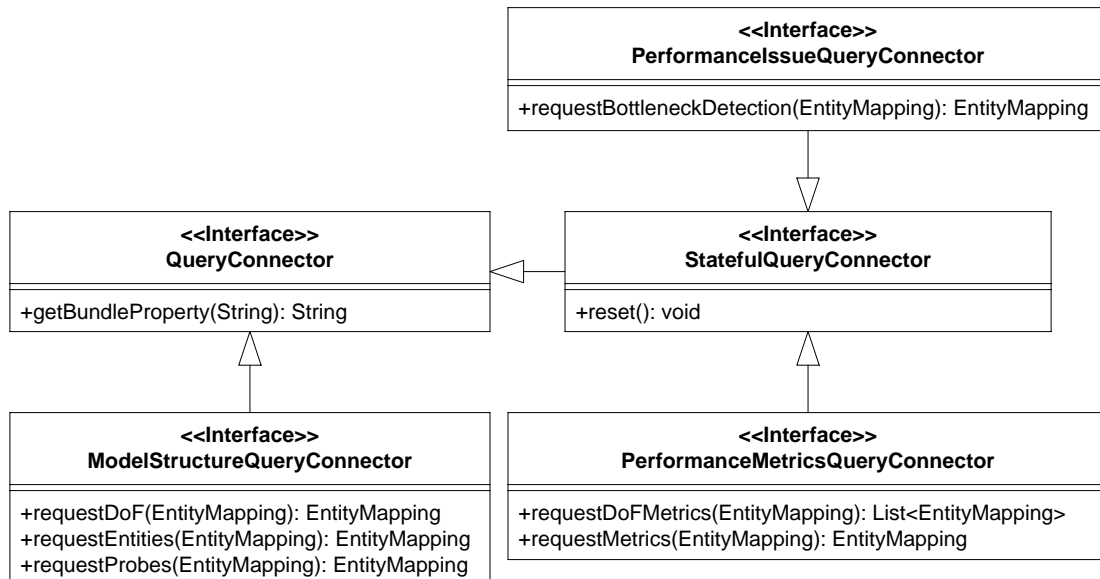 <<Interface>>
PerformanceIssueQueryConnector
+requestBottleneckDetection(EntityMapping): EntityMapping
<<Interface>>
QueryConnector
+getBundleProperty(String): String
<<Interface>>
StatefulQueryConnector
+reset(): void
<<Interface>>
ModelStructureQueryConnector
+requestDoF(EntityMapping): EntityMapping
+requestEntities(EntityMapping): EntityMapping
+requestProbes(EntityMapping): EntityMapping
<<Interface>>
PerformanceMetricsQueryConnector
+requestDoFMetrics(EntityMapping): List<EntityMapping>
+requestMetrics(EntityMapping): EntityMapping